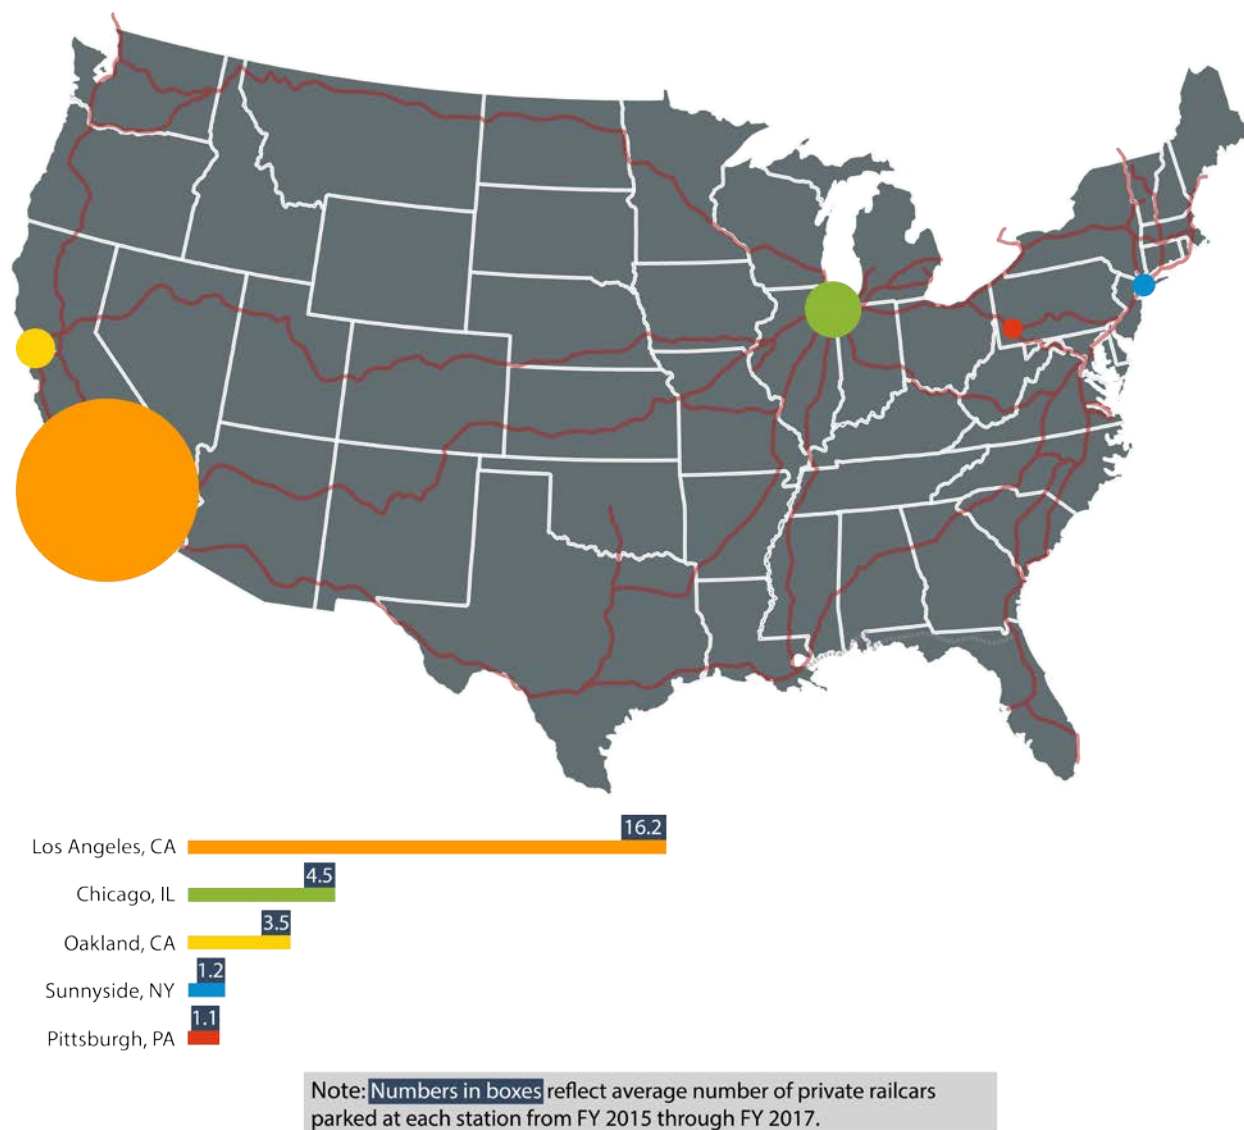 16.2
Los Angeles, CA
4.5
Chicago, IL
3.5
Oakland, CA
1.2
Sunnyside, NY
1.1
Pittsburgh, PA
Note: Numbers in boxes reflect average number of private railcars
parked at each station from FY 2015 through FY 2017.